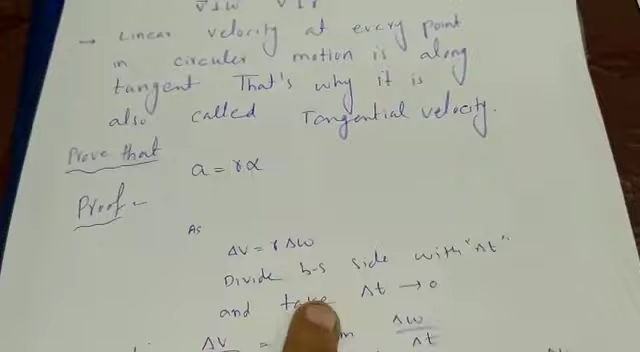 V⊥W V⊥r
→ Linear velocity at every point
in circuler motion is along
tangent That's why it is
also called Tangential velocity.
Prove that
a = rα
Proof -
As
ΔV = r Δω
Divide b-s side with "Δt"
and take Δt → 0
ΔV = m Δω
Δt